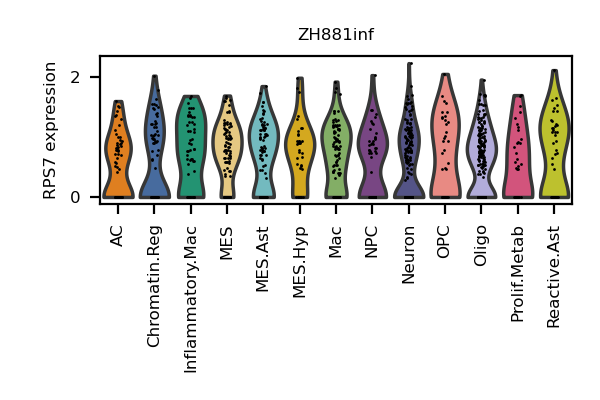 ZH881inf
RPS7 expression
2
0
AC
Chromatin.Reg
Inflammatory.Mac
MES
MES.Ast
MES.Hyp
Mac
NPC
Neuron
OPC
Oligo
Prolif.Metab
Reactive.Ast